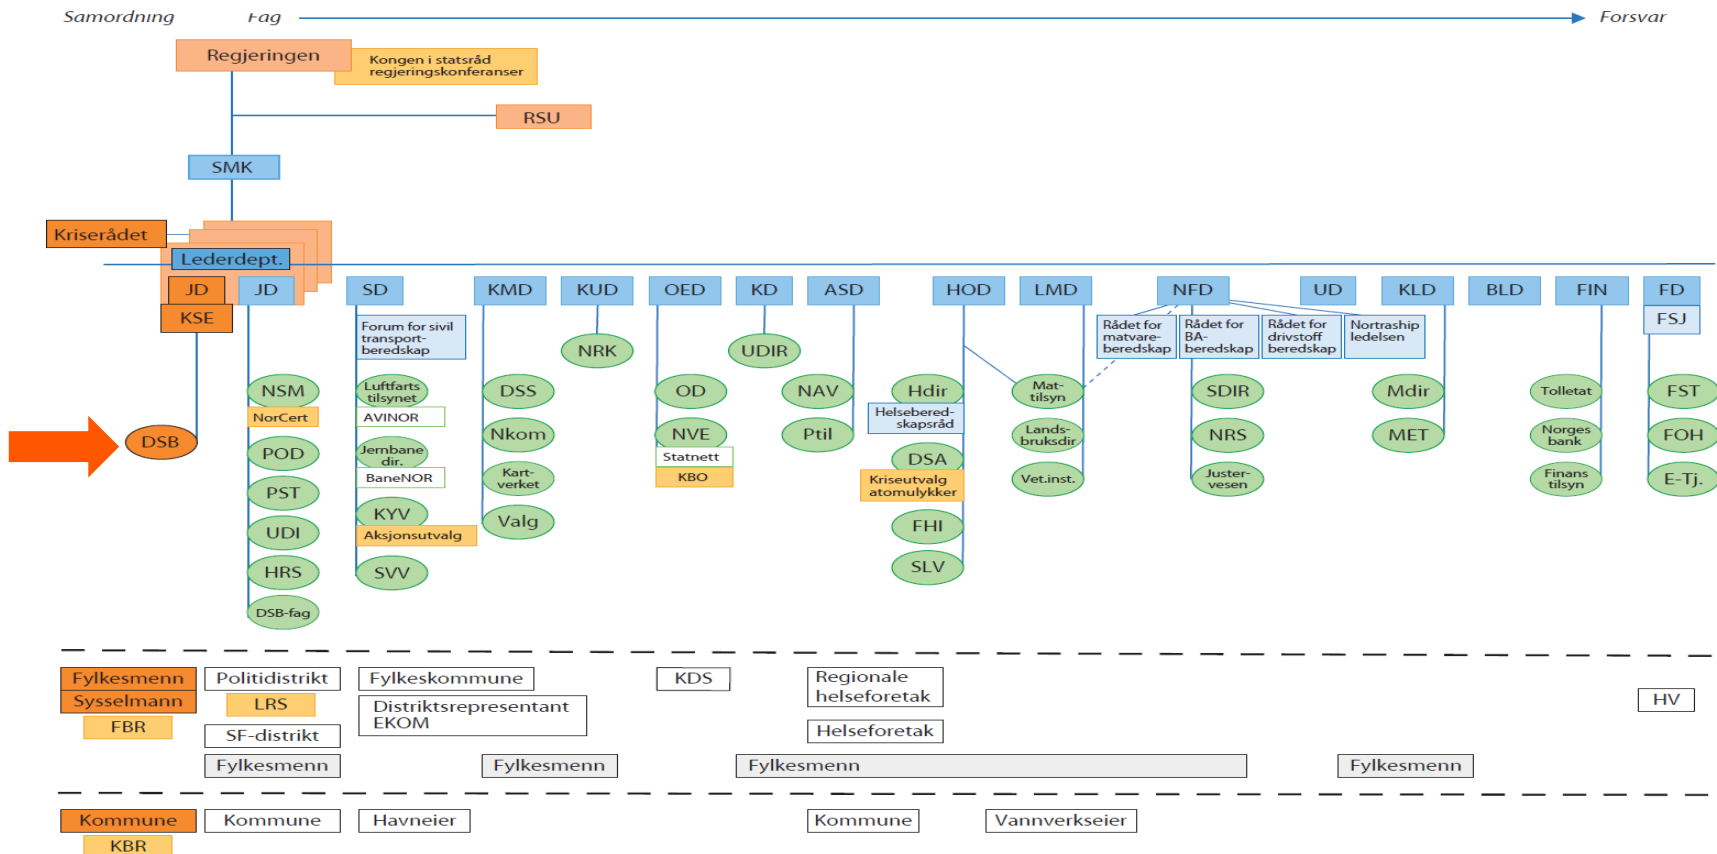 Samordning
Fag
Forsvar
Regjeringen
Kongen i statsråd
regjeringskonferanser
RSU
SMK
Kriserådet
Lederdept.
JD
JD
SD
KMD
KUD
OED
KD
ASD
HOD
LMD
NFD
UD
KLD
BLD
FIN
FD
KSE
FSJ
Forum for sivil
transport-
beredskap
Rådet for
matvare-
beredskap
Rådet for
BA-
beredskap
Rådet for
drivstoff
beredskap
Nortraship
ledelsen
NRK
UDIR
NSM
NorCert
POD
PST
UDI
HRS
DSB-fag
DSB
Luftfarts
tilsynet
AVINOR
Jernbane
dir.
BaneNOR
KYV
Aksjonsutvalg
SVV
DSS
Nkom
Kart-
verket
Valg
OD
NVE
Statnett
KBO
NAV
Ptil
Hdir
Helsebered-
skapsråd
DSA
Kriseutvalg
atomulykker
FHI
SLV
Mat-
tilsyn
Lands-
bruksdir
Vet.inst.
SDIR
NRS
Juster-
vesen
Mdir
MET
Tolletat
Norges
bank
Finans
tilsyn
FST
FOH
E-Tj.
Fylkesmenn
Sysselmann
FBR
Politidistrikt
LRS
SF-distrikt
Fylkesmenn
Fylkeskommune
Distriktsrepresentant
EKOM
Fylkesmenn
KDS
Regionale
helseforetak
Helseforetak
Fylkesmenn
Fylkesmenn
HV
Kommune
KBR
Kommune
Havneier
Kommune
Vannverkseier